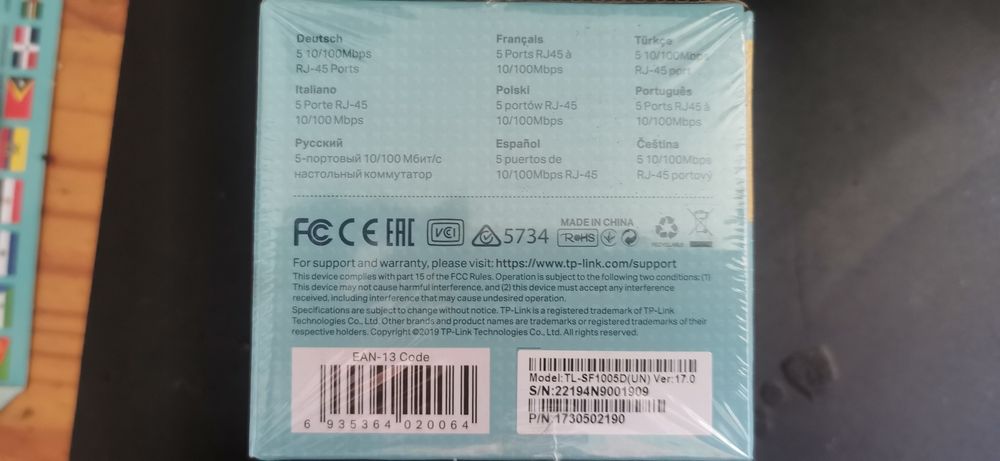 Deutsch
5 10/100Mbps
RJ-45 Ports
Français
5 Ports RJ45 à
10/100Mbps
Türkçe
5 10/100Mbps
RJ-45 port
Italiano
5 Porte RJ-45
10/100 Mbps
Polski
5 portów RJ-45
10/100Mbps
Português
5 Ports RJ45 à
10/100Mbps
Русский
5-портовый 10/100 Мбит/с
настольный коммутатор
Español
5 puertos de
10/100Mbps RJ-45
Čeština
5 10/100Mbps
RJ-45 portový
FC CE EAC VCCI 5734
MADE IN CHINA
RoHS
RECYCLABLE
For support and warranty, please visit: https://www.tp-link.com/support
This device complies with part 15 of the FCC Rules. Operation is subject to the following two conditions: (1)
This device may not cause harmful interference, and (2) this device must accept any interference
received, including interference that may cause undesired operation.
Specifications are subject to change without notice. TP-Link is a registered trademark of TP-Link
Technologies Co., Ltd. Other brands and product names are trademarks or registered trademarks of their
respective holders. Copyright ©2019 TP-Link Technologies Co., Ltd. All rights reserved.
EAN-13 Code
6 935364 020064
Model:TL-SF1005D(UN) Ver:17.0
S/N:22194N9001909
P/N:1730502190